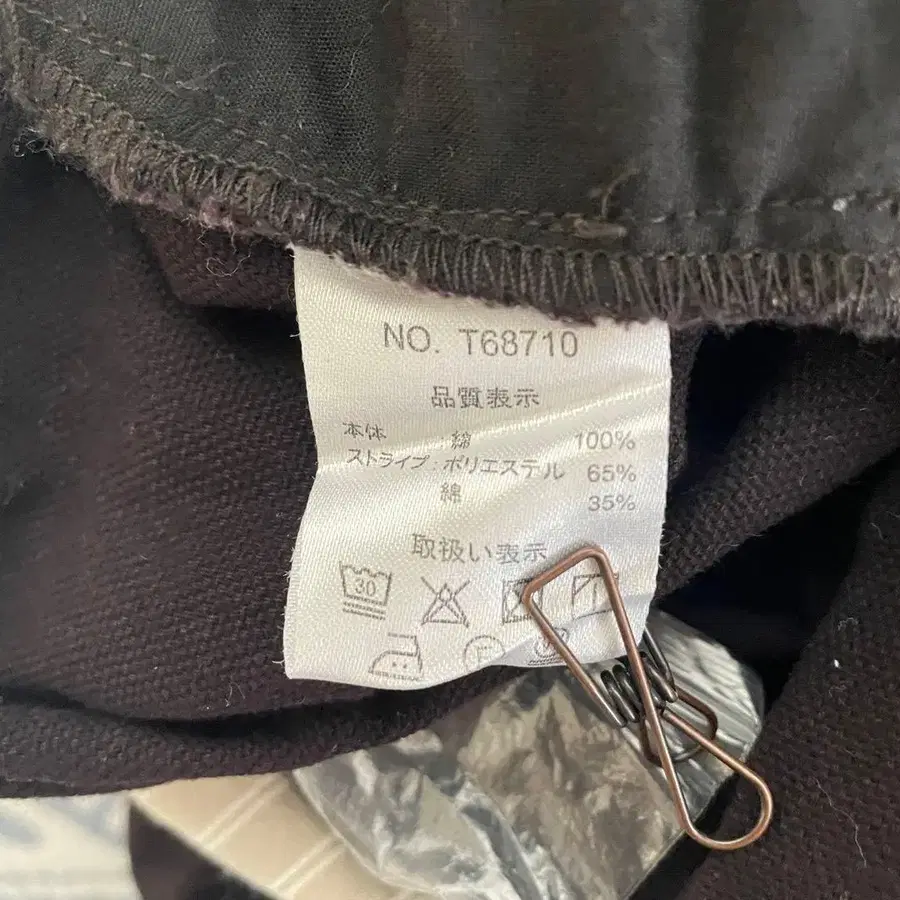 NO. T68710
品質表示
本体 : 綿 100%
ストライプ : ポリエステル 65%
綿 35%
取扱い表示
30
F